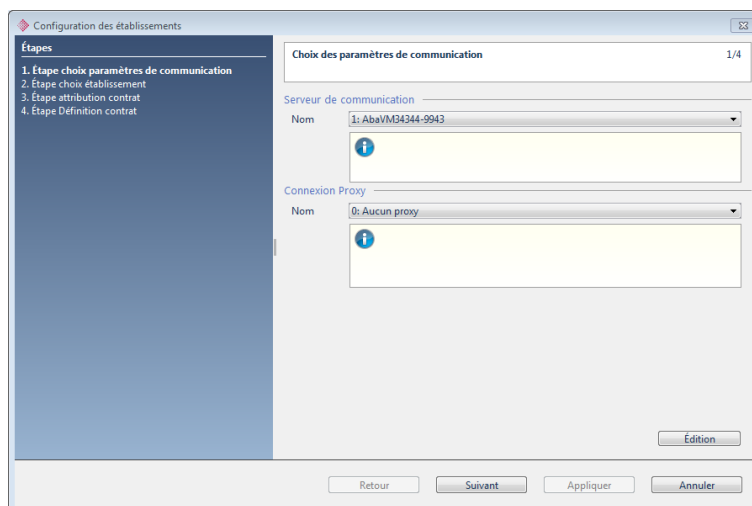 Configuration des établissements
Étapes
1. Étape choix paramètres de communication
2. Étape choix établissement
3. Étape attribution contrat
4. Étape Définition contrat
Choix des paramètres de communication 1/4
Serveur de communication
Nom 1: AbaVM34344-9943
Connexion Proxy
Nom 0: Aucun proxy
Édition
Retour Suivant Appliquer Annuler